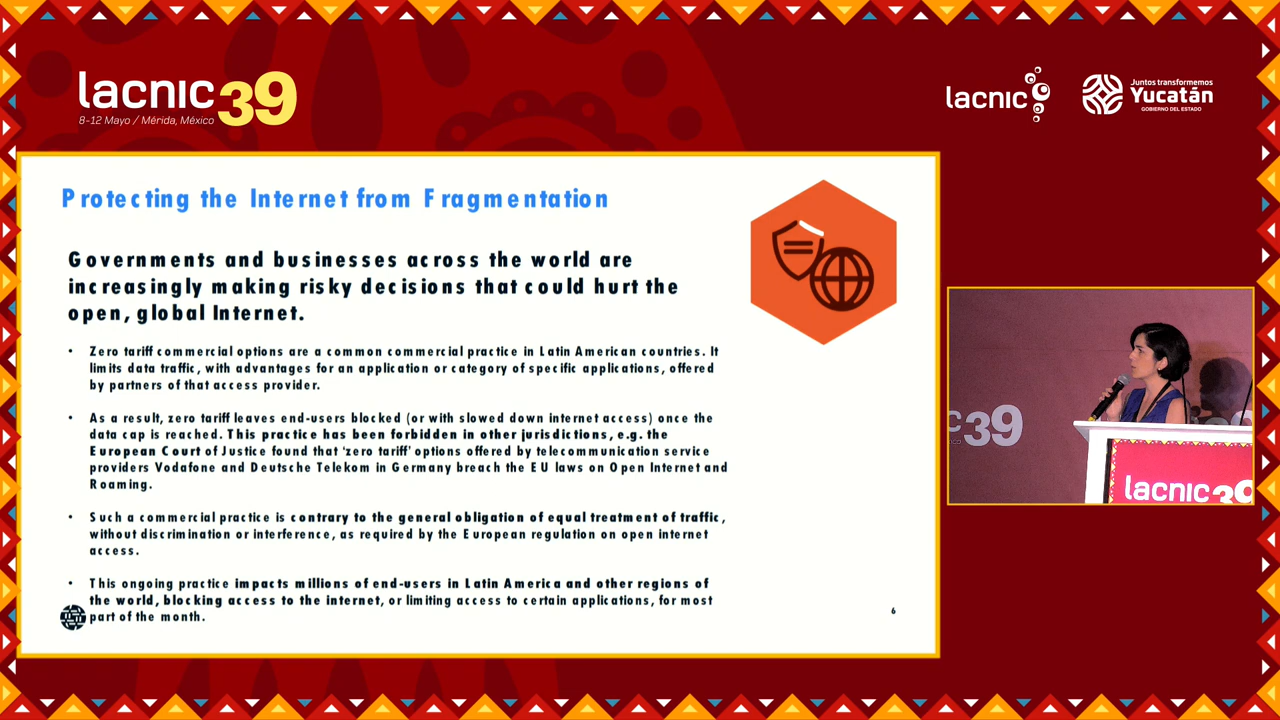 lacnic39
8-12 Mayo / Mérida, México
lacnic
Juntos transformemos
Yucatán
GOBIERNO DEL ESTADO
Protecting the Internet from Fragmentation
Governments and businesses across the world are
increasingly making risky decisions that could hurt the
open, global Internet.
• Zero tariff commercial options are a common commercial practice in Latin American countries. It
limits data traffic, with advantages for an application or category of specific applications, offered
by partners of that access provider.
• As a result, zero tariff leaves end-users blocked (or with slowed down internet access) once the
data cap is reached. This practice has been forbidden in other jurisdictions, e.g. the
European Court of Justice found that 'zero tariff' options offered by telecommunication service
providers Vodafone and Deutsche Telekom in Germany breach the EU laws on Open Internet and
Roaming.
• Such a commercial practice is contrary to the general obligation of equal treatment of traffic,
without discrimination or interference, as required by the European regulation on open internet
access.
• This ongoing practice impacts millions of end-users in Latin America and other regions of
the world, blocking access to the internet, or limiting access to certain applications, for most
part of the month.
6
c39
lacnic39